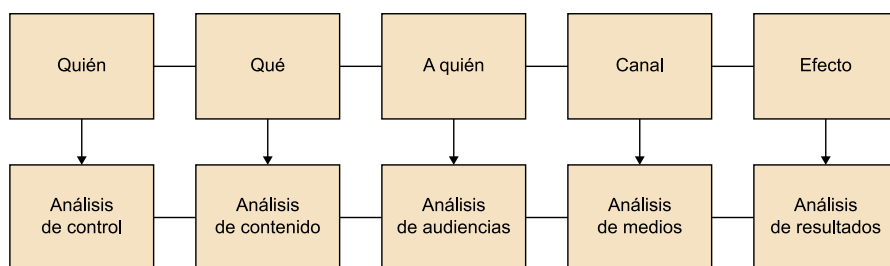 Quién
Qué
A quién
Canal
Efecto
Análisis
de control
Análisis
de contenido
Análisis
de audiencias
Análisis
de medios
Análisis
de resultados